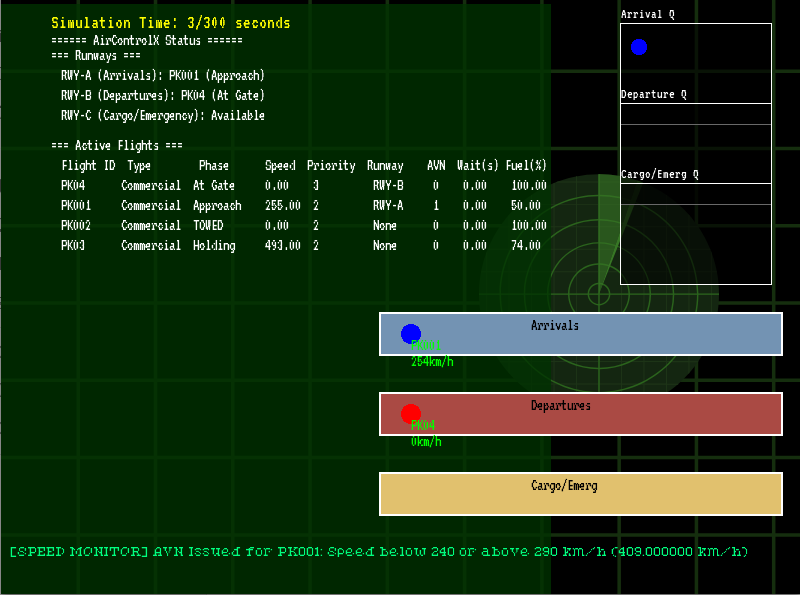 Simulation Time: 3/300 seconds
====== AirControlX Status ======
=== Runways ===
RWY-A (Arrivals): PK001 (Approach)
RWY-B (Departures): PK04 (At Gate)
RWY-C (Cargo/Emergency): Available
=== Active Flights ===
Flight ID Type Phase Speed Priority Runway AVN Wait(s) Fuel(%)
PK04 Commercial At Gate 0.00 3 RWY-B 0 0.00 100.00
PK001 Commercial Approach 255.00 2 RWY-A 1 0.00 50.00
PK002 Commercial TOWED 0.00 2 None 0 0.00 100.00
PK03 Commercial Holding 493.00 2 None 0 0.00 74.00
Arrival Q
Departure Q
Cargo/Emerg Q
Arrivals
PK001
254km/h
Departures
PK04
0km/h
Cargo/Emerg
[SPEED MONITOR] AVN Issued for PK001: Speed below 240 or above 290 km/h (409.000000 km/h)